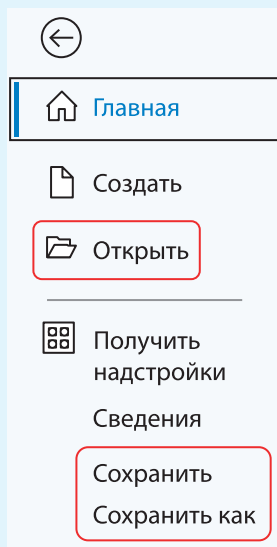 Главная
Создать
Открыть
Получить
надстройки
Сведения
Сохранить
Сохранить как